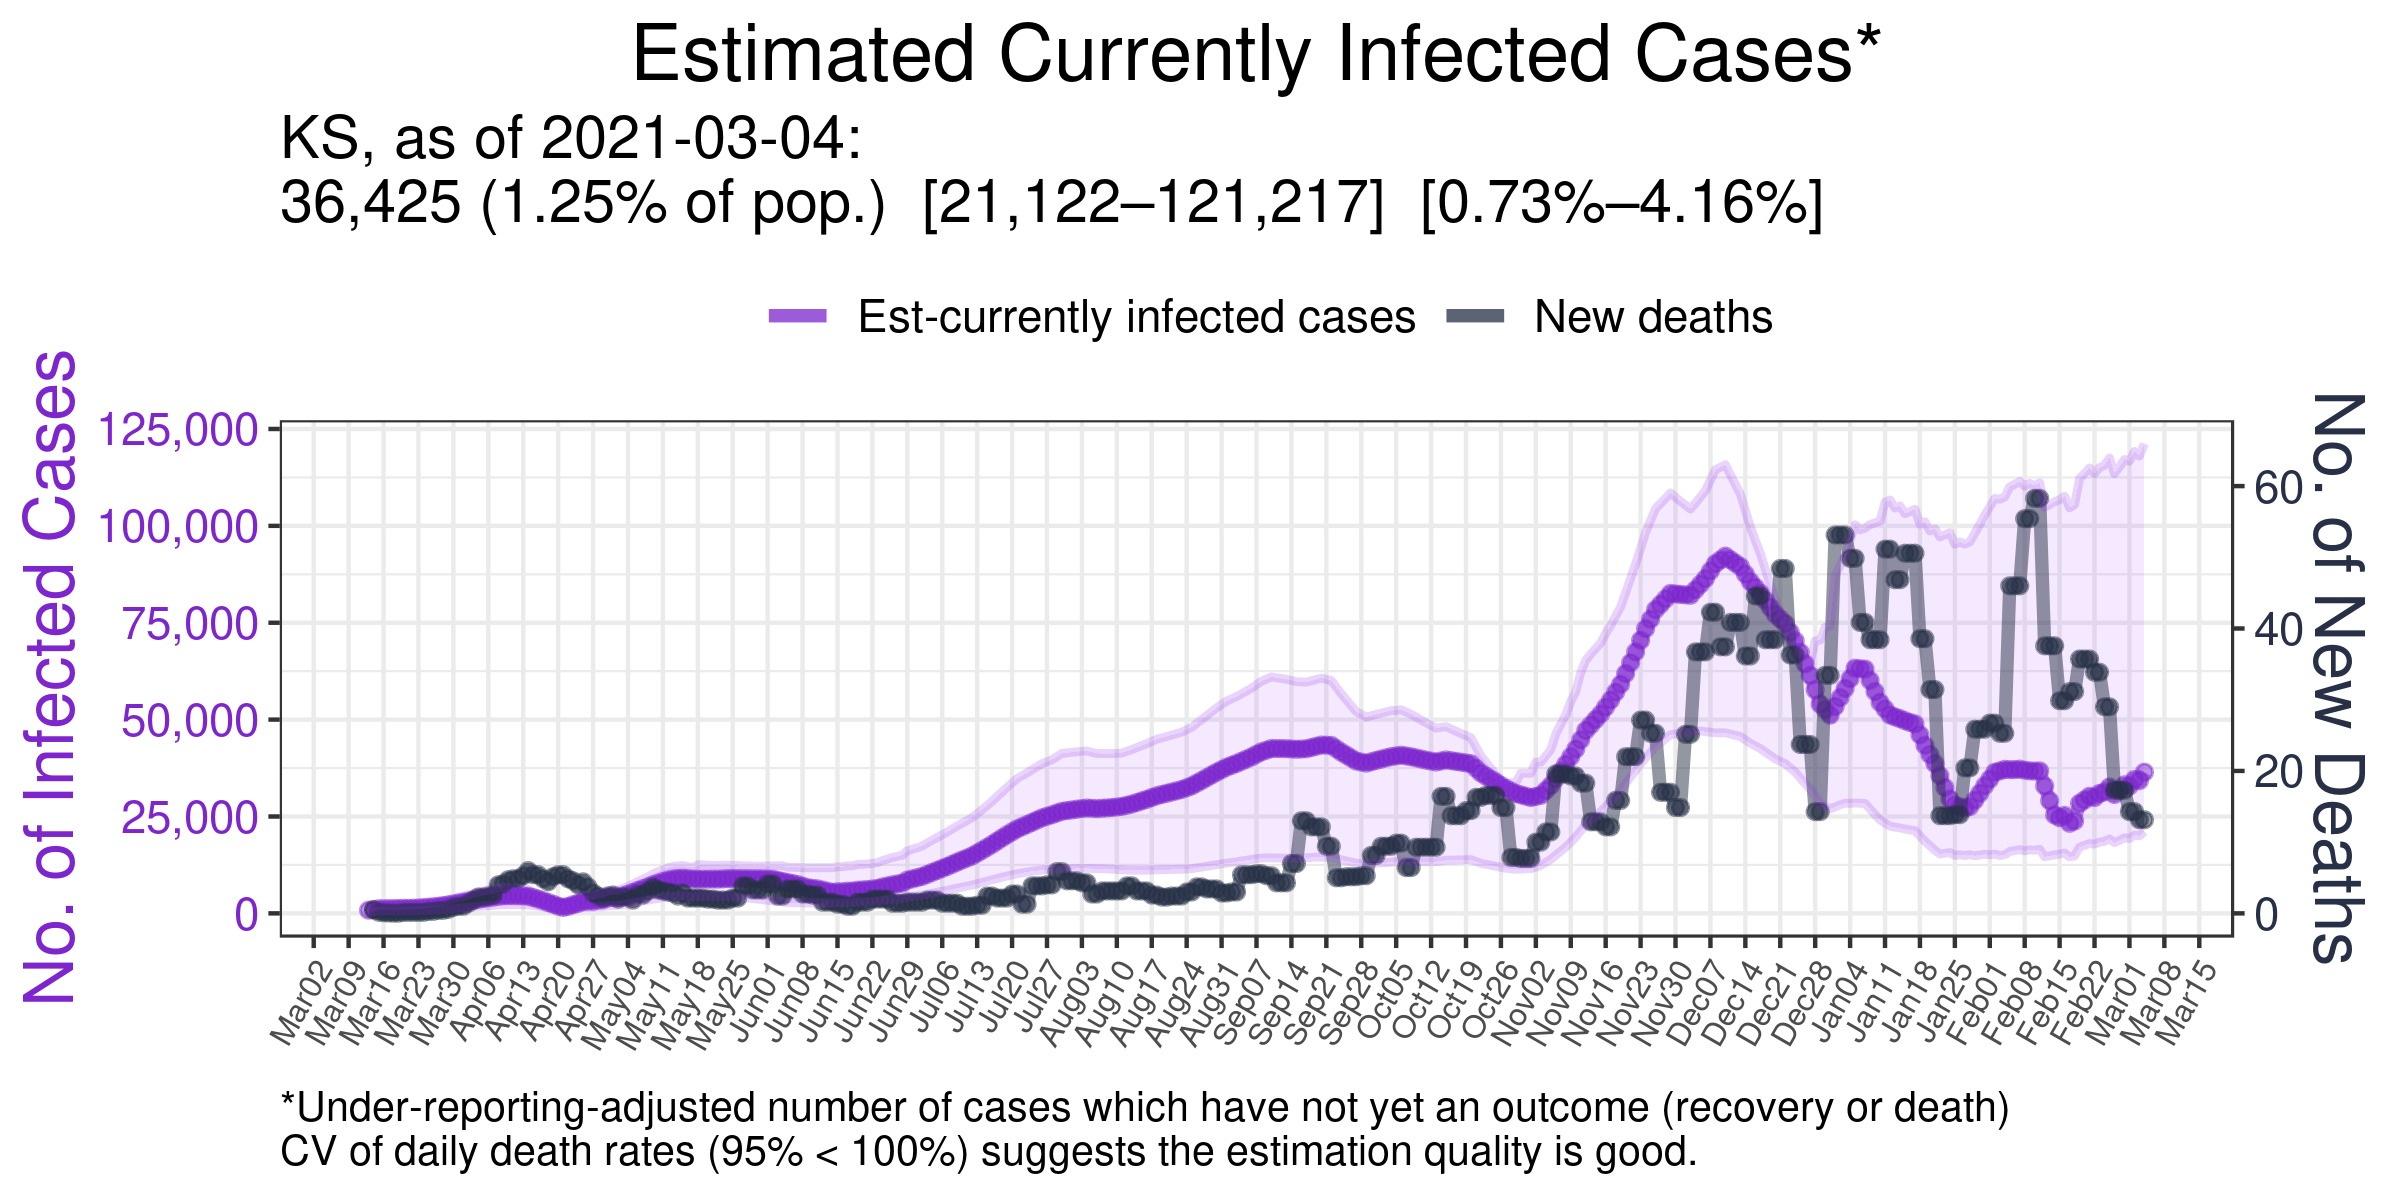 Estimated Currently Infected Cases*
KS, as of 2021-03-04:
36,425 (1.25% of pop.) [21,122–121,217] [0.73%–4.16%]
Est-currently infected cases
New deaths
No. of Infected Cases
125,000
100,000
75,000
50,000
25,000
0
60
40
20
0
No. of New Deaths
Mar02
Mar09
Mar16
Mar23
Mar30
Apr06
Apr13
Apr20
Apr27
May04
May11
May18
May25
Jun01
Jun08
Jun15
Jun22
Jun29
Jul06
Jul13
Jul20
Jul27
Aug03
Aug10
Aug17
Aug24
Aug31
Sep07
Sep14
Sep21
Sep28
Oct05
Oct12
Oct19
Oct26
Nov02
Nov09
Nov16
Nov23
Nov30
Dec07
Dec14
Dec21
Dec28
Jan04
Jan11
Jan18
Jan25
Feb01
Feb08
Feb15
Feb22
Mar01
Mar08
Mar15
*Under-reporting-adjusted number of cases which have not yet an outcome (recovery or death)
CV of daily death rates (95% < 100%) suggests the estimation quality is good.